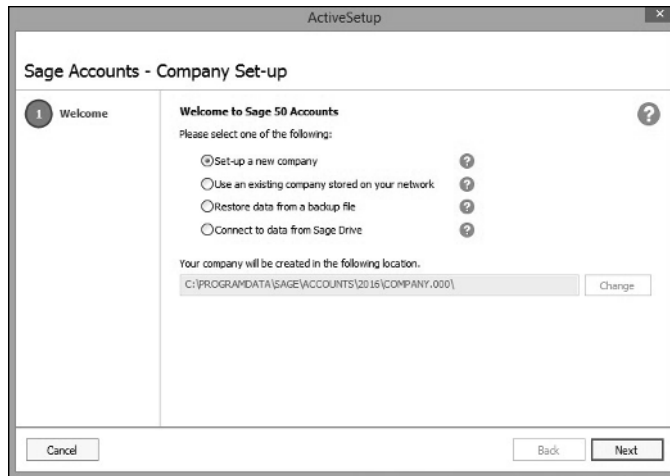 ActiveSetup
×
Sage Accounts - Company Set-up
1 Welcome
Welcome to Sage 50 Accounts
?
Please select one of the following:
Set-up a new company ?
Use an existing company stored on your network ?
Restore data from a backup file ?
Connect to data from Sage Drive ?
Your company will be created in the following location.
C:\PROGRAMDATA\SAGE\ACCOUNTS\2016\COMPANY.000\ Change
Cancel Back Next